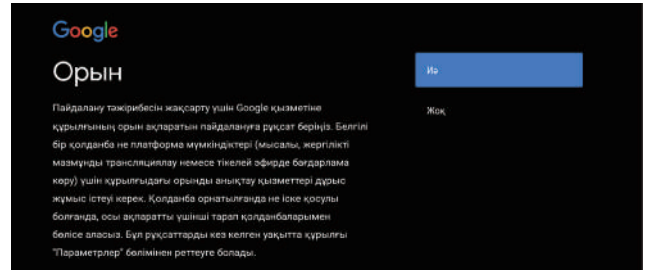 Google
Орын
Пайдалану тәжірибесін жақсарту үшін Google қызметіне
құрылғының орын ақпаратын пайдалануға рұқсат беріңіз. Белгілі
бір қолданба не платформа мүмкіндіктері (мысалы, жергілікті
мазмұнды трансляциялау немесе тікелей эфирде бағдарлама
көру) үшін құрылғыдағы орынды анықтау қызметтері дұрыс
жұмыс істеуі керек. Қолданба орнатылғанда не іске қосулы
болғанда, осы ақпаратты үшінші тарап қолданбаларымен
бөлісе аласыз. Бұл рұқсаттарды кез келген уақытта құрылғы
"Параметрлер" бөлімінен реттеуге болады.
Иә
Жоқ